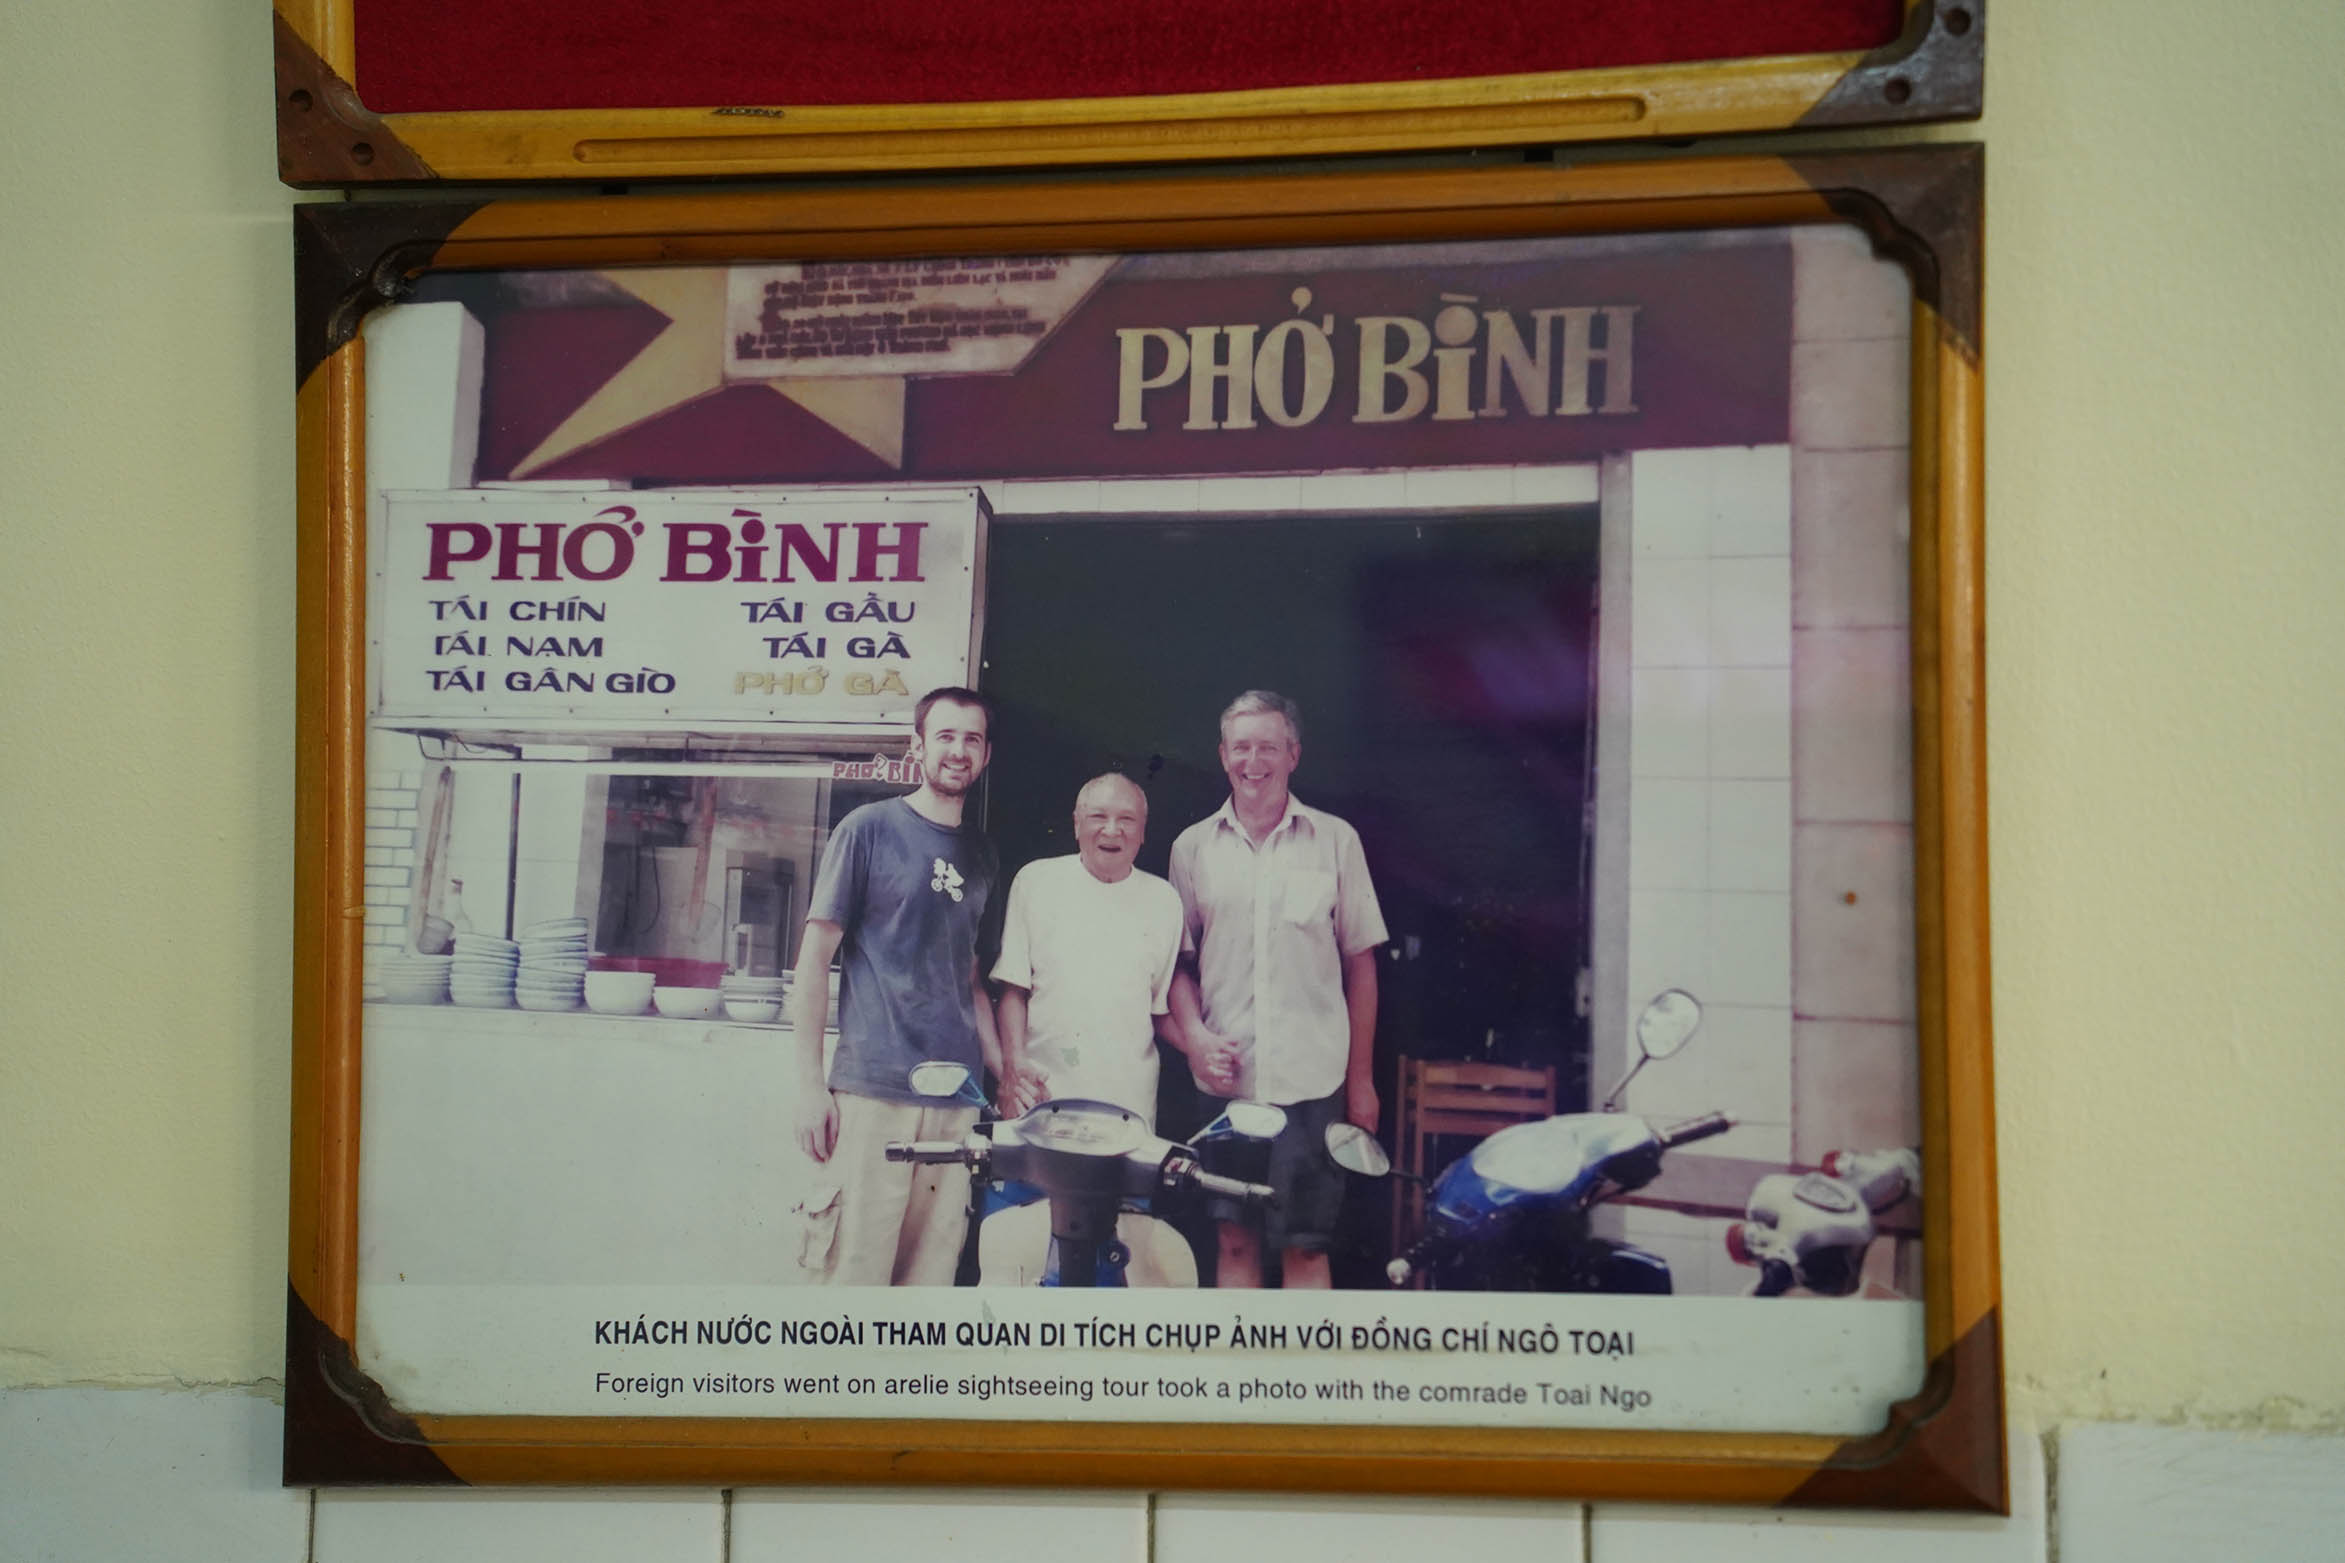 PHỞ BÌNH
PHỞ BÌNH
TÁI CHÍN TÁI GẦU
TÁI NẠM TÁI GÀ
TÁI GÂN GIÒ PHỞ GÀ
PHỞ BÌN
KHÁCH NƯỚC NGOÀI THAM QUAN DI TÍCH CHỤP ẢNH VỚI ĐỒNG CHÍ NGÔ TOẠI
Foreign visitors went on arelie sightseeing tour took a photo with the comrade Toai Ngo